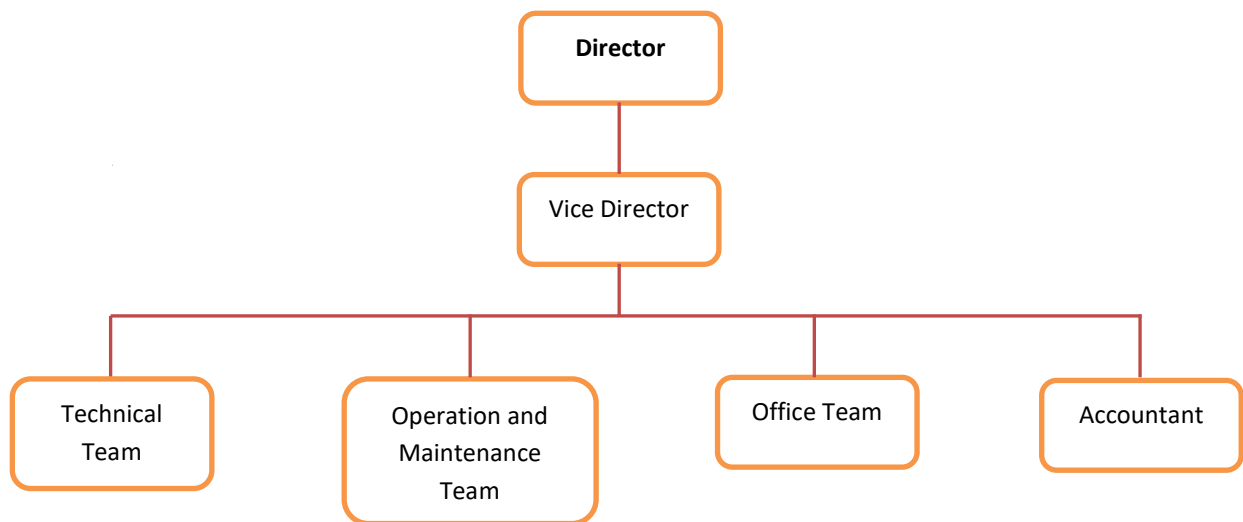 Director
Vice Director
Technical
Team
Operation and
Maintenance
Team
Office Team
Accountant